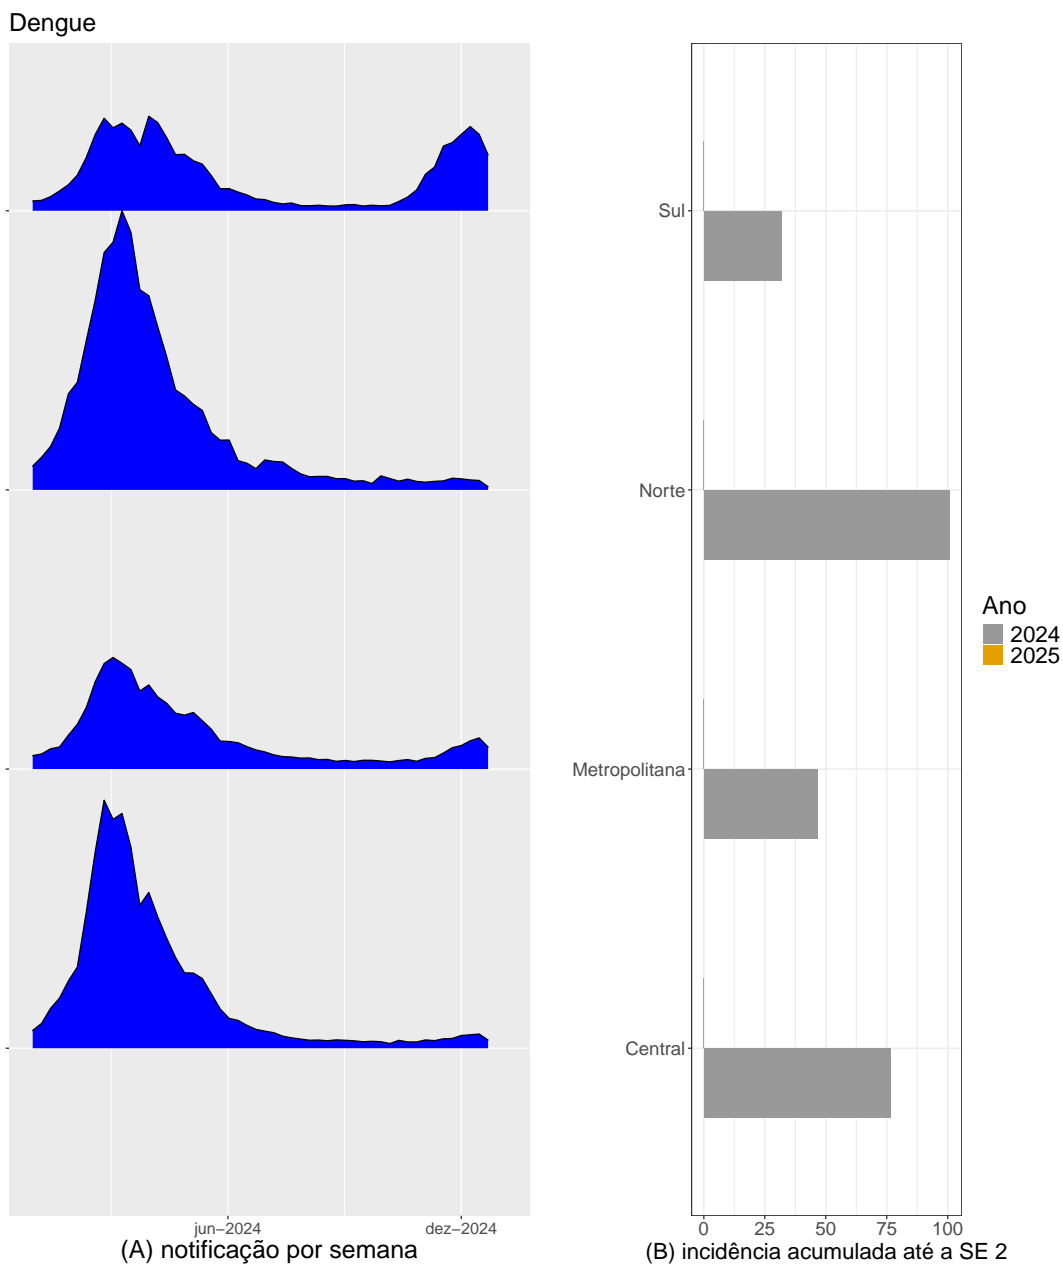 Dengue
Sul
Norte
Metropolitana
Central
Ano
2024
2025
jun−2024
dez−2024
(A) notificação por semana
0
25
50
75
100
(B) incidência acumulada até a SE 2